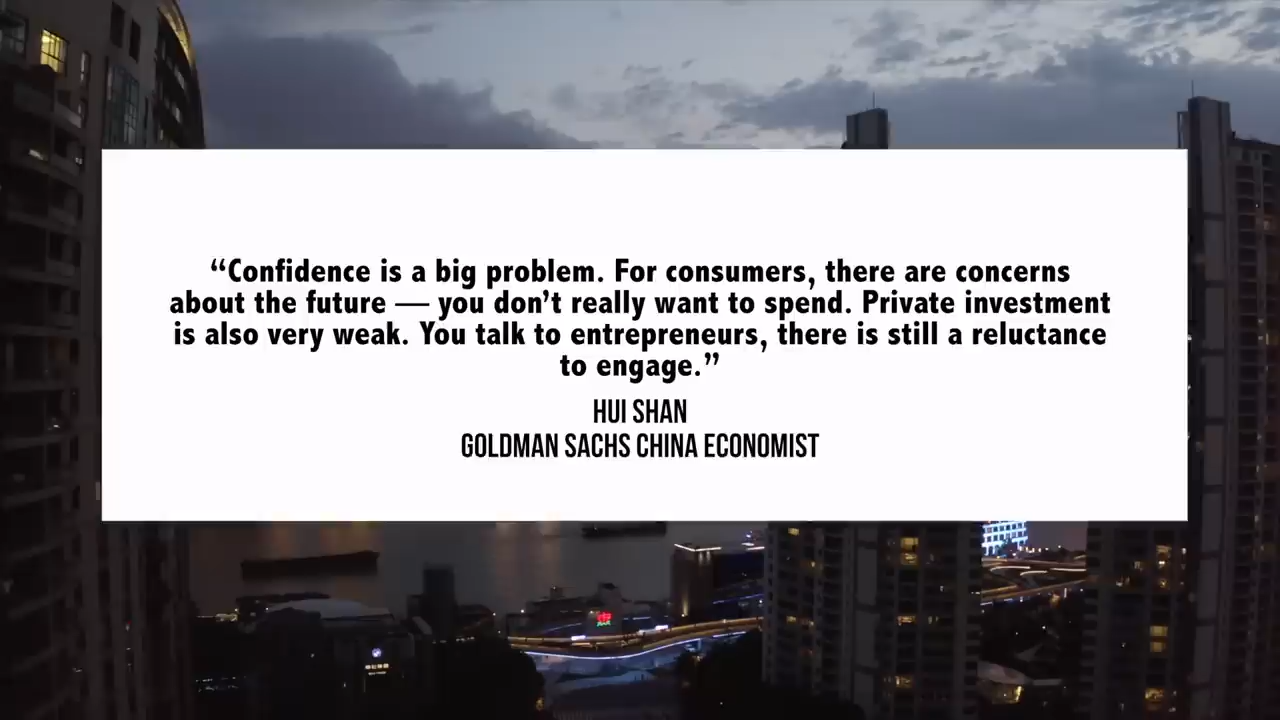 “Confidence is a big problem. For consumers, there are concerns
about the future — you don’t really want to spend. Private investment
is also very weak. You talk to entrepreneurs, there is still a reluctance
to engage.”
HUI SHAN
GOLDMAN SACHS CHINA ECONOMIST